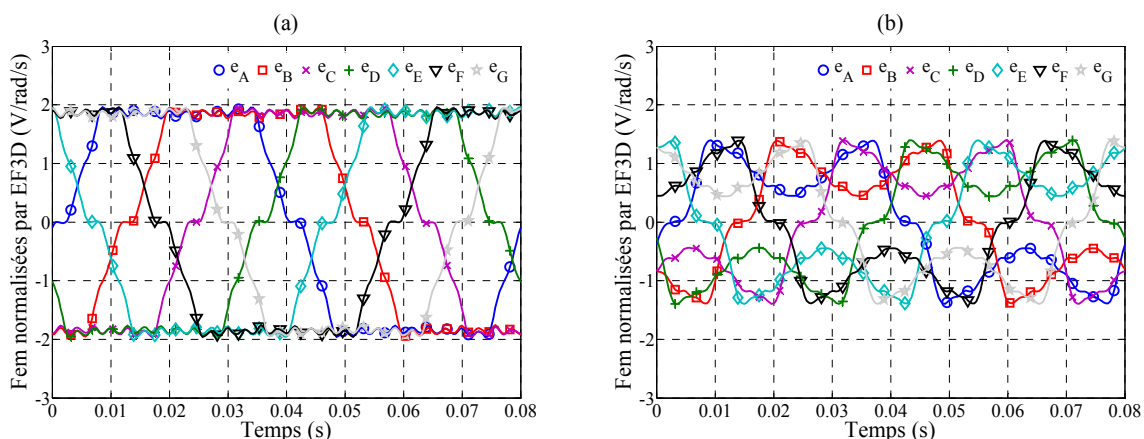 (a)
Fem normalisées par EF3D (V/rad/s)
3
2
1
0
-1
-2
-3
e_A e_B e_C e_D e_E e_F e_G
0 0.01 0.02 0.03 0.04 0.05 0.06 0.07 0.08
Temps (s)
(b)
Fem normalisées par EF3D (V/rad/s)
3
2
1
0
-1
-2
-3
e_A e_B e_C e_D e_E e_F e_G
0 0.01 0.02 0.03 0.04 0.05 0.06 0.07 0.08
Temps (s)